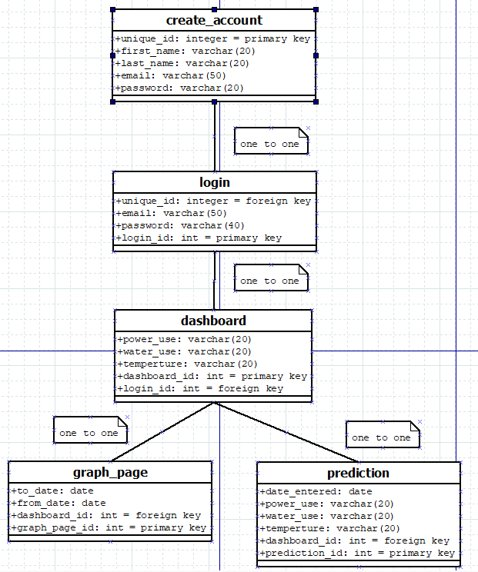 create_account
+unique_id: integer = primary key
+first_name: varchar(20)
+last_name: varchar(20)
+email: varchar(50)
+password: varchar(20)
one to one
login
+unique_id: integer = foreign key
+email: varchar(50)
+password: varchar(40)
+login_id: int = primary key
one to one
dashboard
+power_use: varchar(20)
+water_use: varchar(20)
+temperture: varchar(20)
+dashboard_id: int = primary key
+login_id: int = foreign key
one to one
one to one
graph_page
+to_date: date
+from_date: date
+dashboard_id: int = foreign key
+graph_page_id: int = primary key
prediction
+date_entered: date
+power_use: varchar(20)
+water_use: varchar(20)
+temperture: varchar(20)
+dashboard_id: int = foreign key
+prediction_id: int = primary key